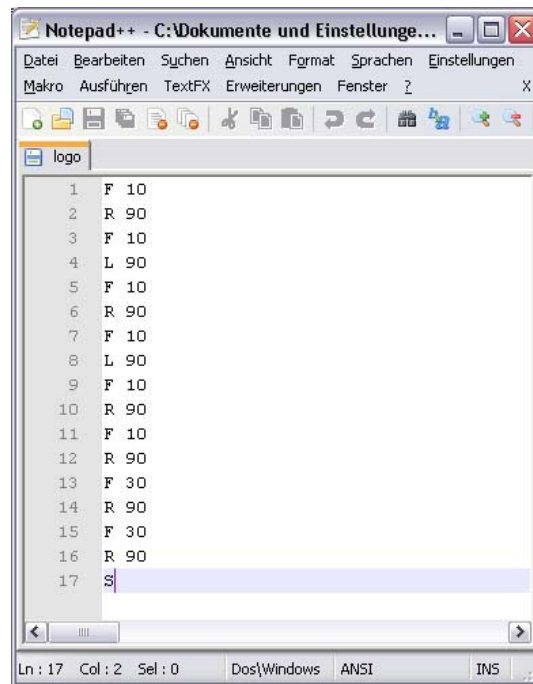 Notepad++ - C:\Dokumente und Einstellunge...
Datei Bearbeiten Suchen Ansicht Format Sprachen Einstellungen
Makro Ausführen TextFX Erweiterungen Fenster ? X
logo
1 F 10
2 R 90
3 F 10
4 L 90
5 F 10
6 R 90
7 F 10
8 L 90
9 F 10
10 R 90
11 F 10
12 R 90
13 F 30
14 R 90
15 F 30
16 R 90
17 S
Ln : 17 Col : 2 Sel : 0 Dos\Windows ANSI INS